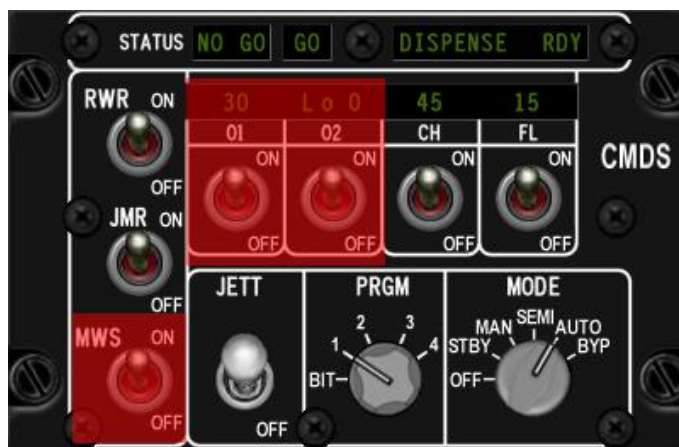 STATUS NO GO GO DISPENSE RDY
RWR ON
OFF
30 Lo 0 45 15
O1 O2 CH FL
ON ON ON ON
OFF OFF OFF OFF
CMDS
JMR ON
OFF
MWS ON
OFF
JETT
OFF
PRGM
BIT 1 2 3 4
MODE
OFF STBY MAN SEMI AUTO BYP